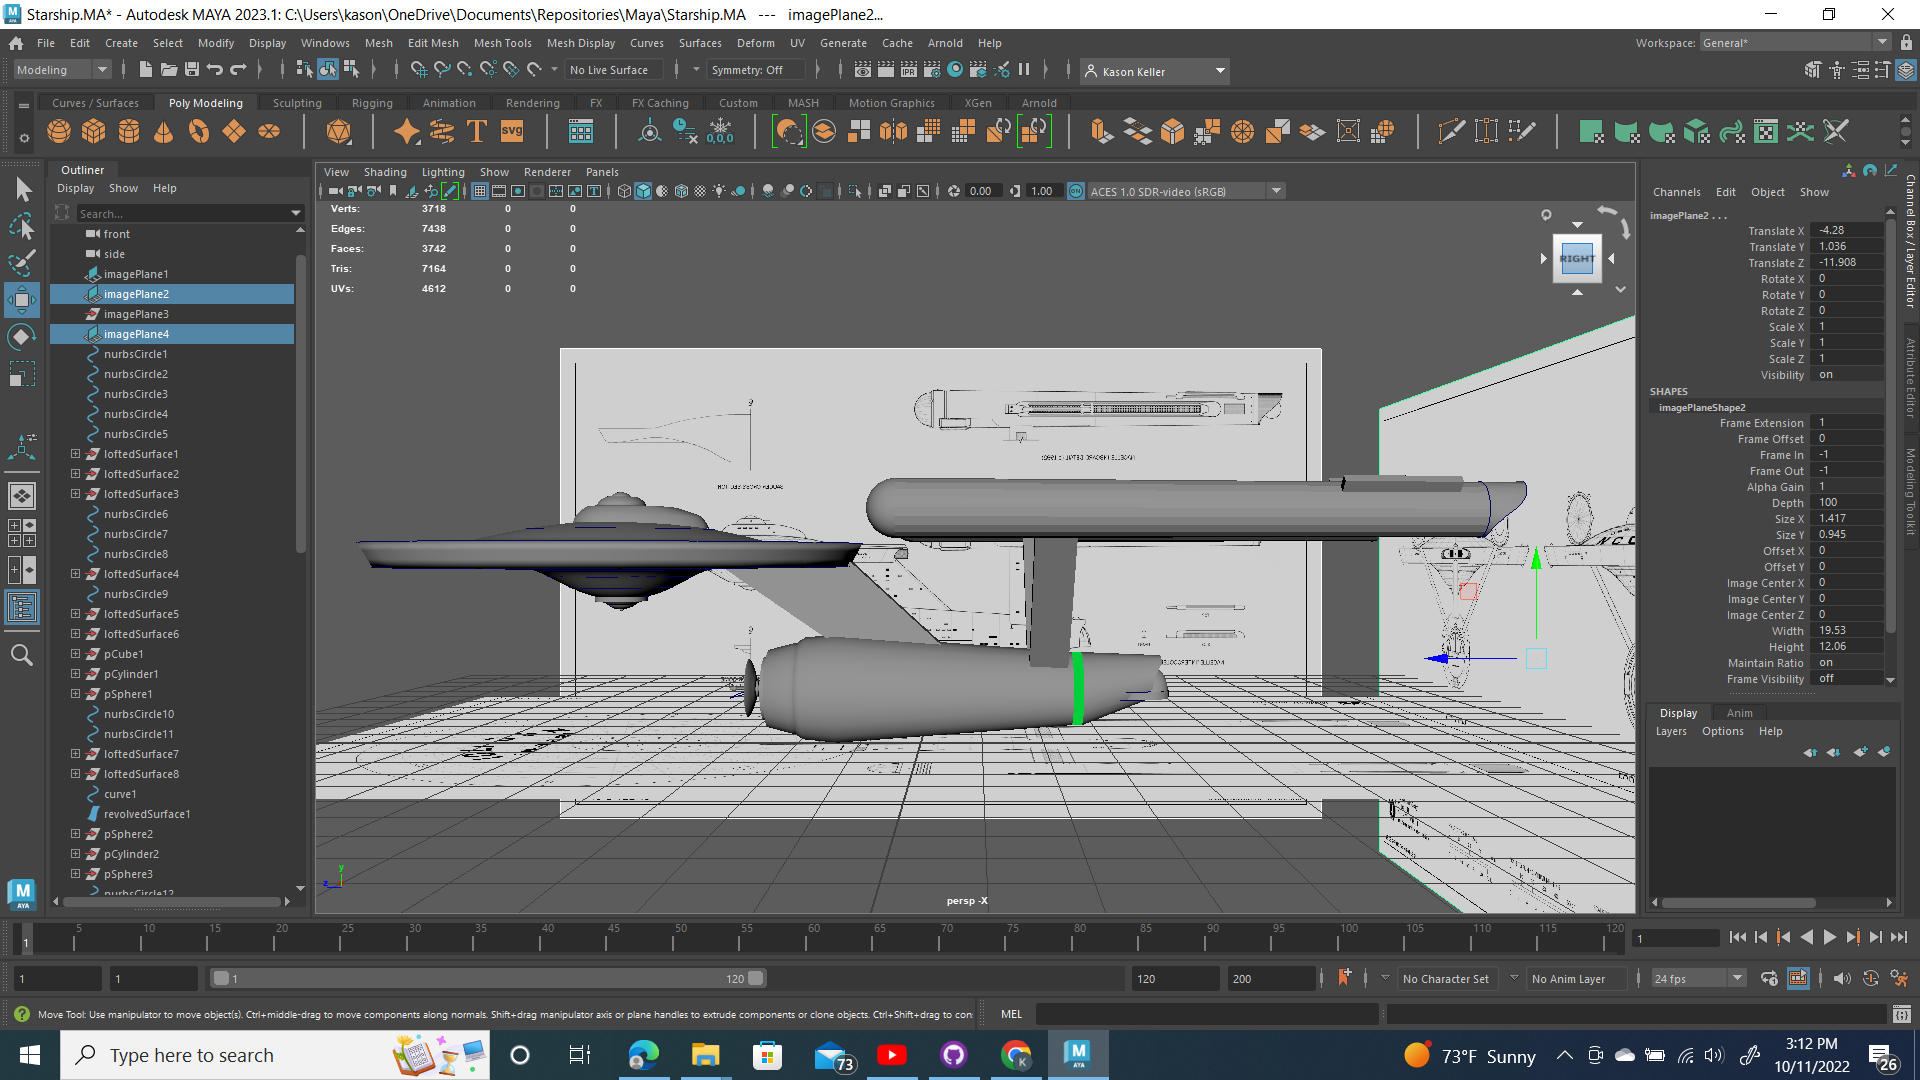 Starship.MA* - Autodesk MAYA 2023.1: C:\Users\kason\OneDrive\Documents\Repositories\Maya\Starship.MA --- imagePlane2...
File Edit Create Select Modify Display Windows Mesh Edit Mesh Mesh Tools Mesh Display Curves Surfaces Deform UV Generate Cache Arnold Help
Workspace: General*
Modeling
No Live Surface
Symmetry: Off
IPR
Kason Keller
Curves / Surfaces Poly Modeling Sculpting Rigging Animation Rendering FX FX Caching Custom MASH Motion Graphics XGen Arnold
SVG
0,0,0
Outliner
Display Show Help
Search...
front
side
imagePlane1
imagePlane2
imagePlane3
imagePlane4
nurbsCircle1
nurbsCircle2
nurbsCircle3
nurbsCircle4
nurbsCircle5
loftedSurface1
loftedSurface2
loftedSurface3
nurbsCircle6
nurbsCircle7
nurbsCircle8
loftedSurface4
nurbsCircle9
loftedSurface5
loftedSurface6
pCube1
pCylinder1
pSphere1
nurbsCircle10
nurbsCircle11
loftedSurface7
loftedSurface8
curve1
revolvedSurface1
pSphere2
pCylinder2
pSphere3
nurbsCircle12
View Shading Lighting Show Renderer Panels
0.00
1.00
ON
ACES 1.0 SDR-video (sRGB)
Verts: 3718 0 0
Edges: 7438 0 0
Faces: 3742 0 0
Tris: 7164 0 0
UVs: 4612 0 0
RIGHT
persp -X
y
z
Channels Edit Object Show
imagePlane2 . . .
Translate X -4.28
Translate Y 1.036
Translate Z -11.908
Rotate X 0
Rotate Y 0
Rotate Z 0
Scale X 1
Scale Y 1
Scale Z 1
Visibility on
SHAPES
imagePlaneShape2
Frame Extension 1
Frame Offset 0
Frame In -1
Frame Out -1
Alpha Gain 1
Depth 100
Size X 1.417
Size Y 0.945
Offset X 0
Offset Y 0
Image Center X 0
Image Center Y 0
Image Center Z 0
Width 19.53
Height 12.06
Maintain Ratio on
Frame Visibility off
Display Anim
Layers Options Help
Channel Box / Layer Editor
Attribute Editor
Modeling Toolkit
M
AYA
1
5 10 15 20 25 30 35 40 45 50 55 60 65 70 75 80 85 90 95 100 105 110 115 120
1
1
1
1
120
120
200
No Character Set
No Anim Layer
24 fps
Move Tool: Use manipulator to move object(s). Ctrl+middle-drag to move components along normals. Shift+drag manipulator axis or plane handles to extrude components or clone objects. Ctrl+Shift+drag to con
MEL
Type here to search
73
K
M
AYA
73°F Sunny
3:12 PM
10/11/2022
26